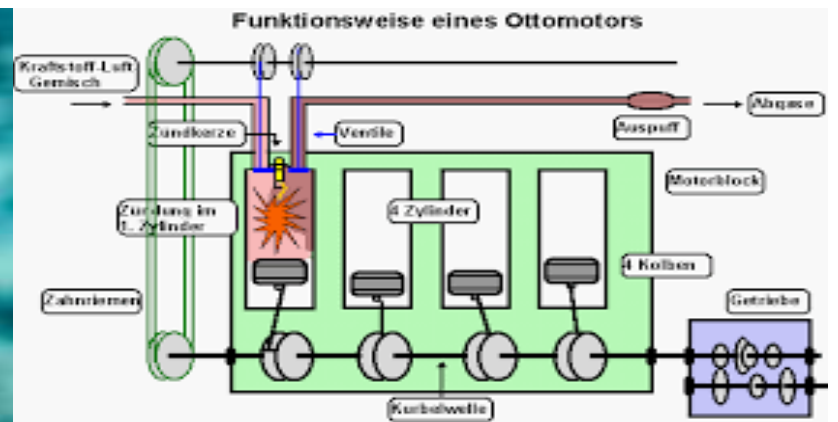 Funktionsweise eines Ottomotors
Kraftstoff-Luft
Gemisch
Abgase
Zündkerze
Ventile
Auspuff
Motorblock
Zündung im
1. Zylinder
4 Zylinder
4 Kolben
Zahnriemen
Getriebe
Kurbelwelle